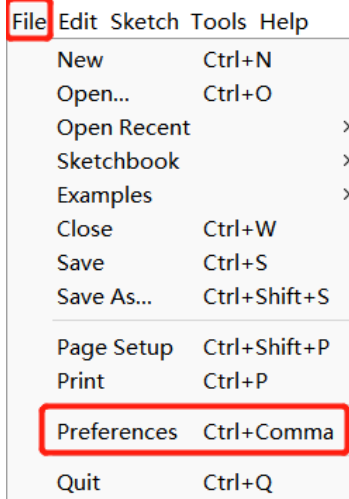 File Edit Sketch Tools Help
New Ctrl+N
Open... Ctrl+O
Open Recent
Sketchbook
Examples
Close Ctrl+W
Save Ctrl+S
Save As... Ctrl+Shift+S
Page Setup Ctrl+Shift+P
Print Ctrl+P
Preferences Ctrl+Comma
Quit Ctrl+Q